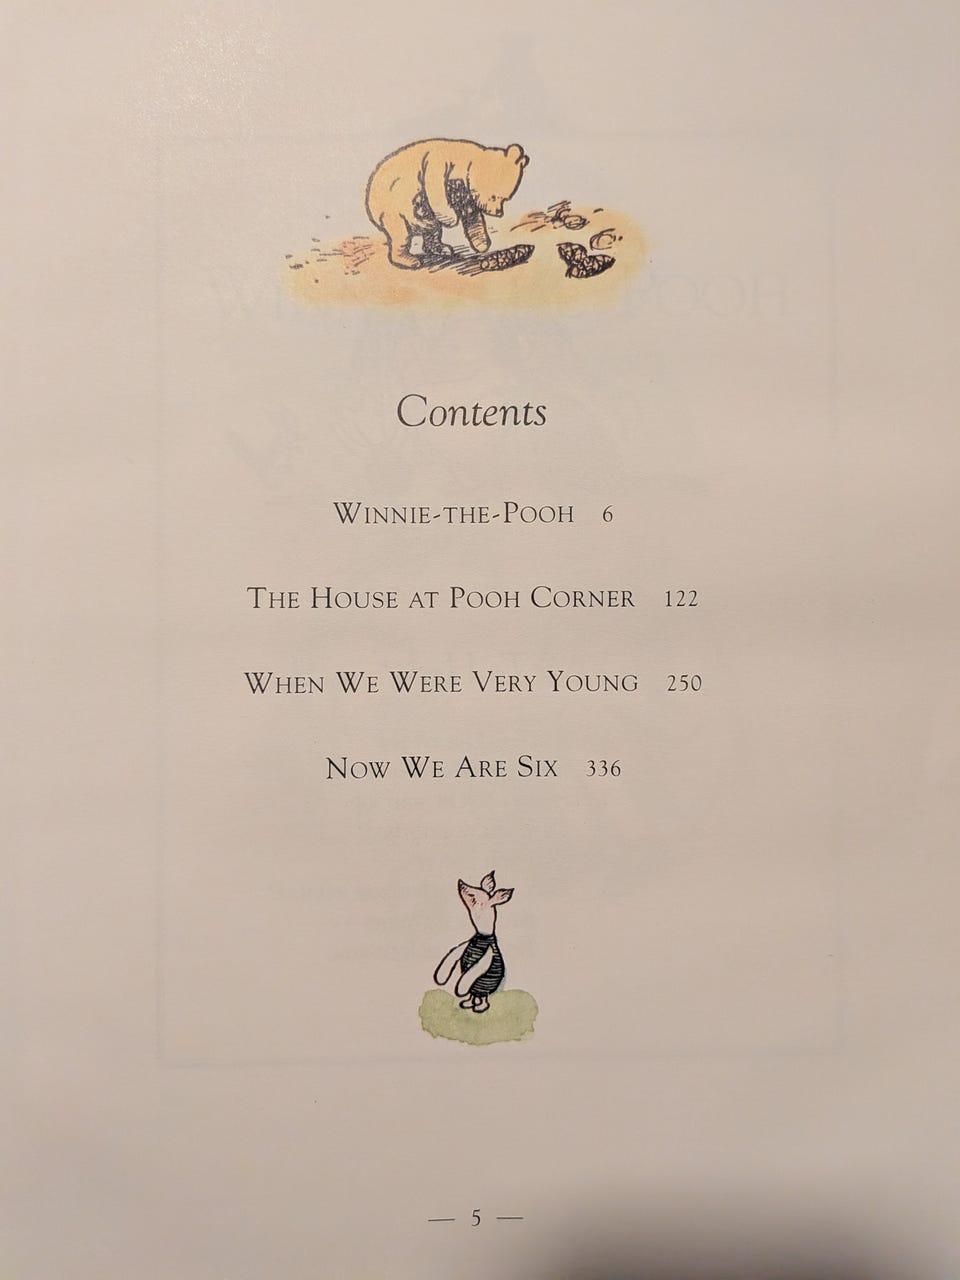 Contents
Winnie-the-Pooh 6
The House at Pooh Corner 122
When We Were Very Young 250
Now We Are Six 336
— 5 —